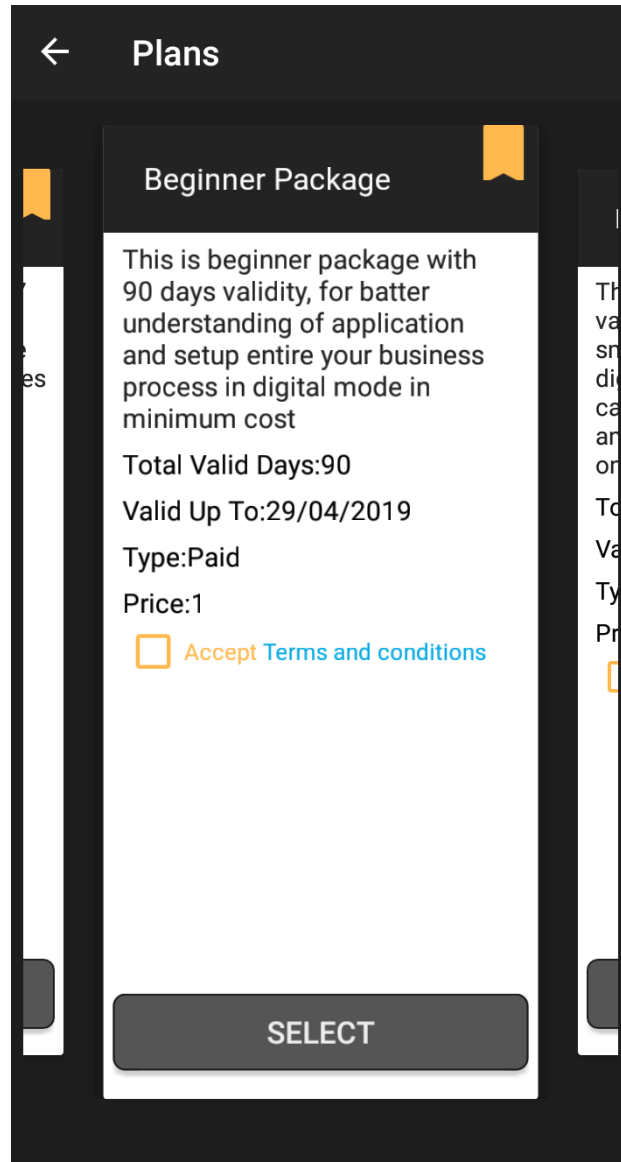 Plans
Beginner Package
This is beginner package with
90 days validity, for batter
understanding of application
and setup entire your business
process in digital mode in
minimum cost
Total Valid Days:90
Valid Up To:29/04/2019
Type:Paid
Price:1
Accept Terms and conditions
SELECT